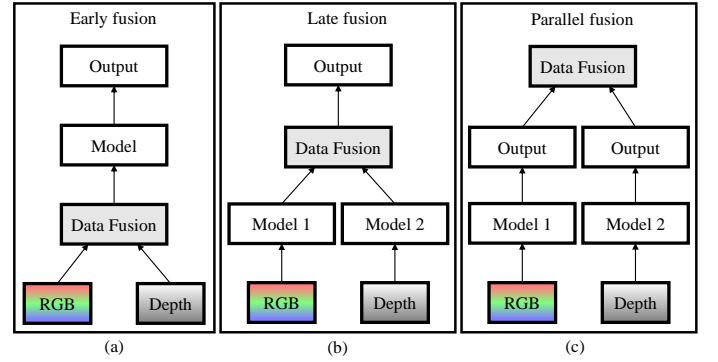 Early fusion
Output
Model
Data Fusion
RGB
Depth
(a)
Late fusion
Output
Data Fusion
Model 1
Model 2
RGB
Depth
(b)
Parallel fusion
Data Fusion
Output
Output
Model 1
Model 2
RGB
Depth
(c)